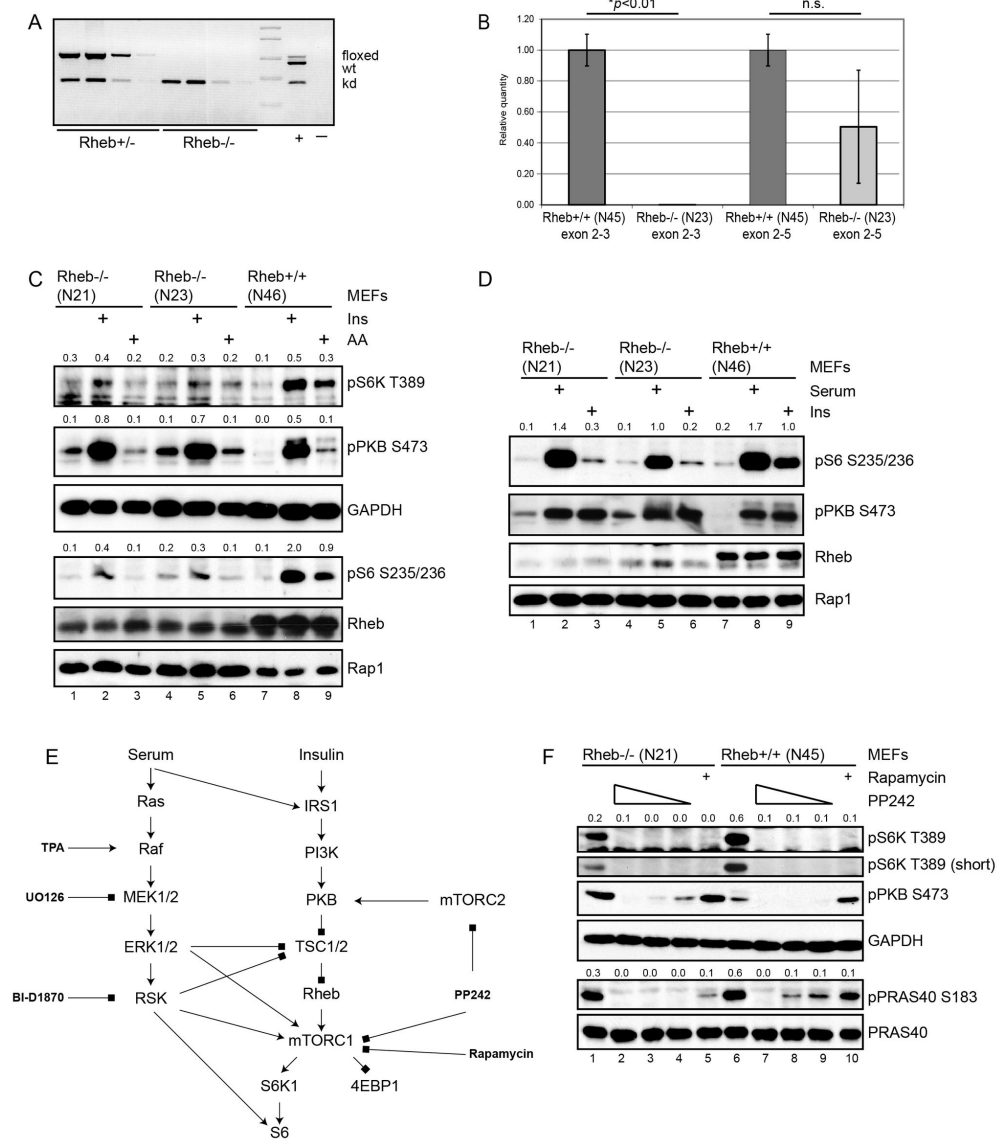 A
floxed
wt
kd
Rheb+/- Rheb-/- + –
B
*p<0.01 n.s.
Relative quantity
1.20
1.00
0.80
0.60
0.40
0.20
0.00
Rheb+/+ (N45) Rheb-/- (N23) Rheb+/+ (N45) Rheb-/- (N23)
exon 2-3 exon 2-3 exon 2-5 exon 2-5
C
Rheb-/- Rheb-/- Rheb+/+
(N21) (N23) (N46) MEFs
+ + + Ins
+ + + AA
0.3 0.4 0.2 0.2 0.3 0.2 0.1 0.5 0.3
pS6K T389
0.1 0.8 0.1 0.1 0.7 0.1 0.0 0.5 0.1
pPKB S473
GAPDH
0.1 0.4 0.1 0.2 0.3 0.1 0.1 2.0 0.9
pS6 S235/236
Rheb
Rap1
1 2 3 4 5 6 7 8 9
D
Rheb-/- Rheb-/- Rheb+/+
(N21) (N23) (N46) MEFs
+ + + Serum
+ + + Ins
0.1 1.4 0.3 0.1 1.0 0.2 0.2 1.7 1.0
pS6 S235/236
pPKB S473
Rheb
Rap1
1 2 3 4 5 6 7 8 9
E
Serum Insulin
Ras IRS1
TPA Raf PI3K
UO126 MEK1/2 PKB mTORC2
ERK1/2 TSC1/2
BI-D1870 RSK Rheb PP242
mTORC1
Rapamycin
S6K1 4EBP1
S6
F
Rheb-/- (N21) Rheb+/+ (N45) MEFs
+ + Rapamycin
PP242
0.2 0.1 0.0 0.0 0.0 0.6 0.1 0.1 0.1 0.1
pS6K T389
pS6K T389 (short)
pPKB S473
GAPDH
0.3 0.0 0.0 0.0 0.1 0.6 0.0 0.1 0.1 0.1
pPRAS40 S183
PRAS40
1 2 3 4 5 6 7 8 9 10